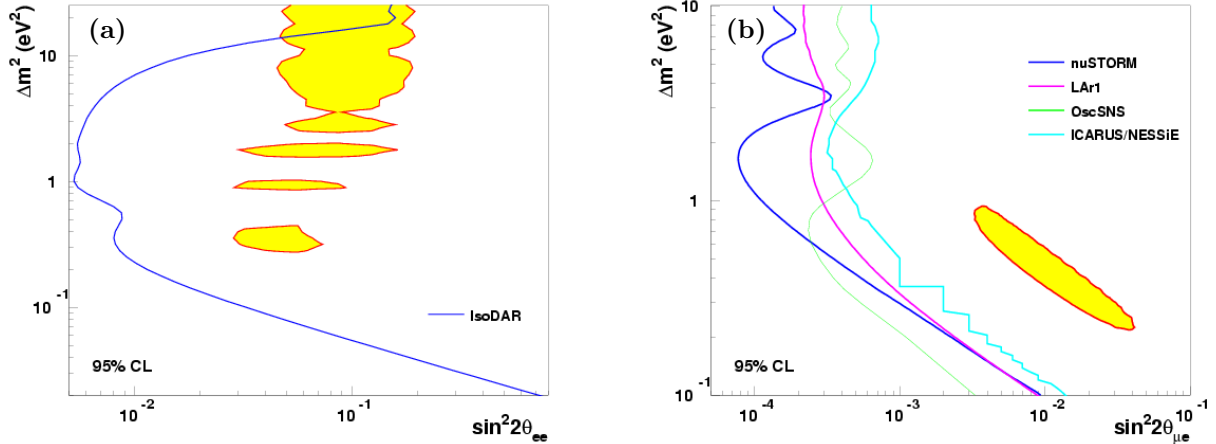 (a)
Δm² (eV²)
10
1
10⁻¹
IsoDAR
95% CL
10⁻²
10⁻¹
sin²2θₑₑ
(b)
Δm² (eV²)
10
1
10⁻¹
nuSTORM
LAr1
OscSNS
ICARUS/NESSiE
95% CL
10⁻⁴
10⁻³
10⁻²
10⁻¹
sin²2θ_μe